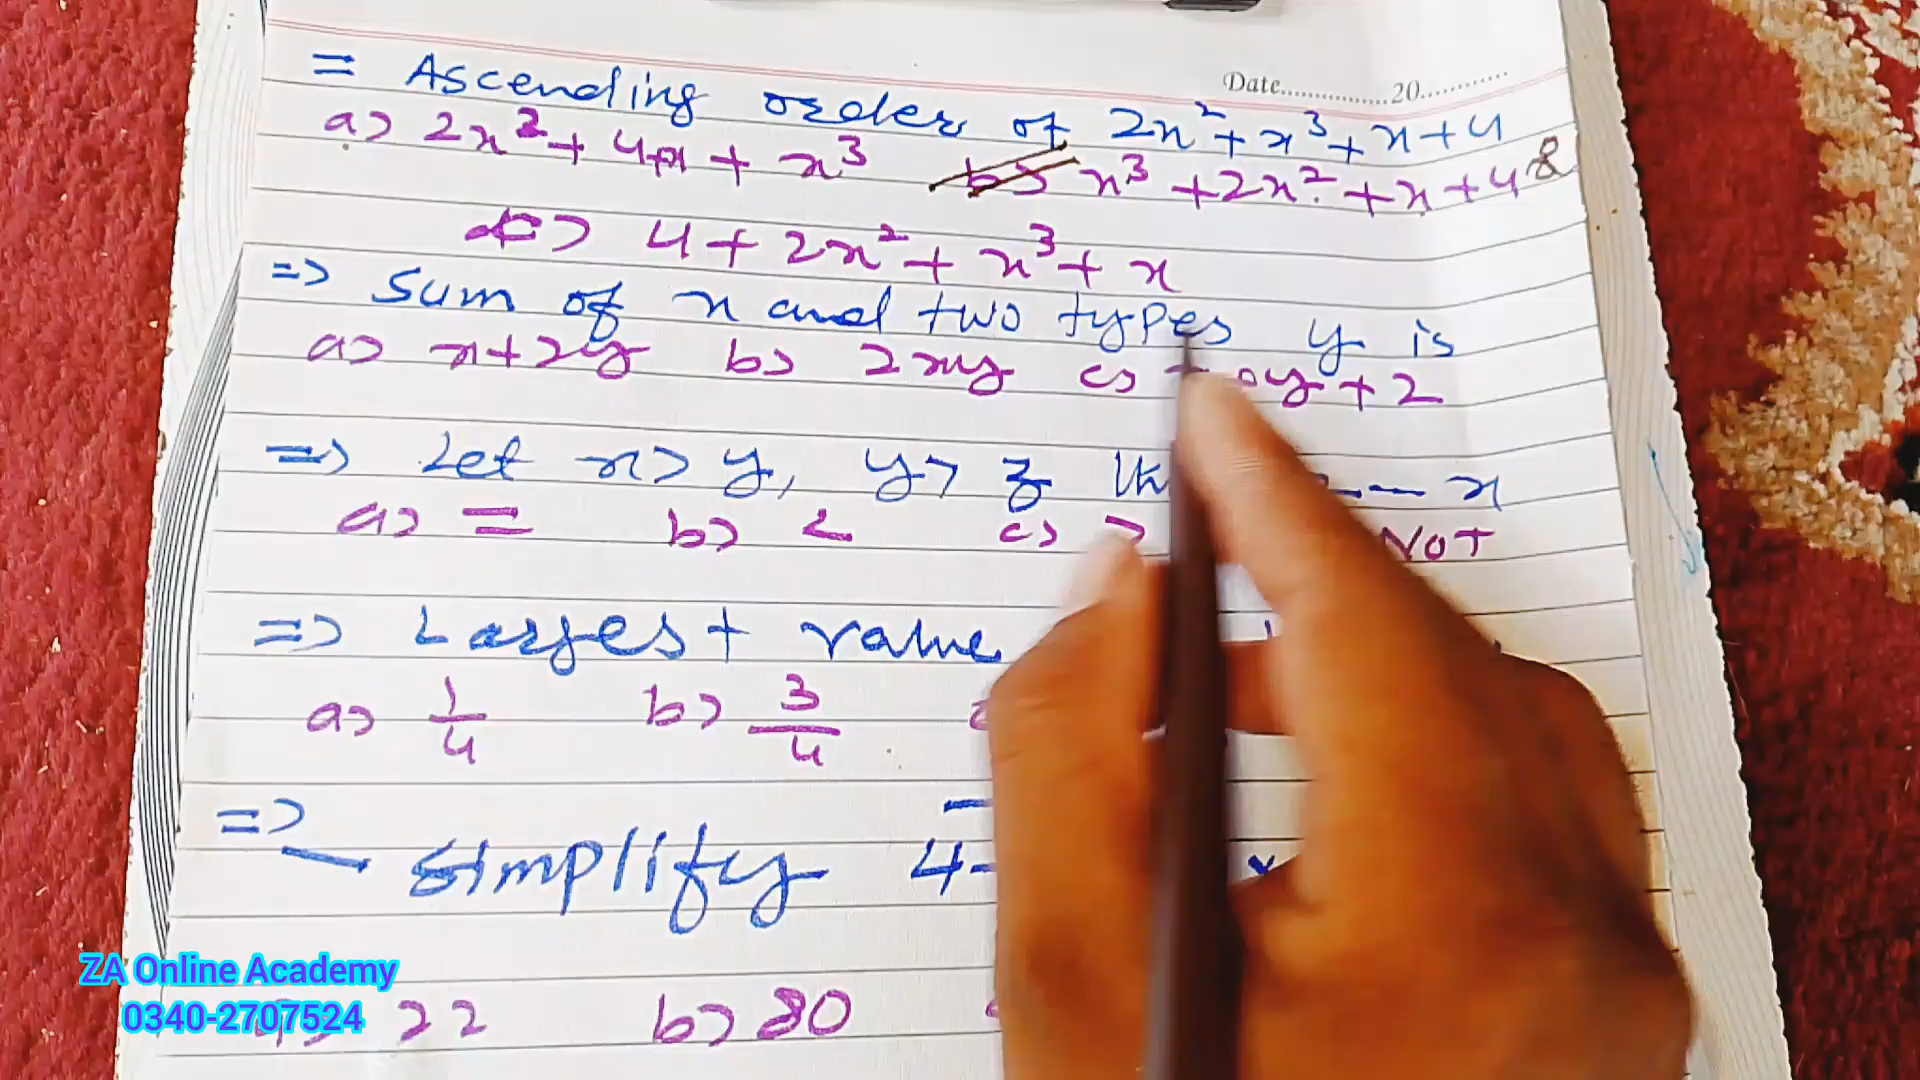 Date...............20...........
= Ascending order of 2x² + x³ + x + 4
a> 2x² + 4+x + x³ b> x³ + 2x² + x + 4
c> 4 + 2x² + x³ + x
=> Sum of x and two types y is
a> x+2y b> 2xy c> y + 2
=> Let x > y, y > z -- x
a> = b> < c> > Not
=> Largest value
a> 1/4 b> 3/4
=> Simplify 4-
22 b> 80
ZA Online Academy
0340-2707524